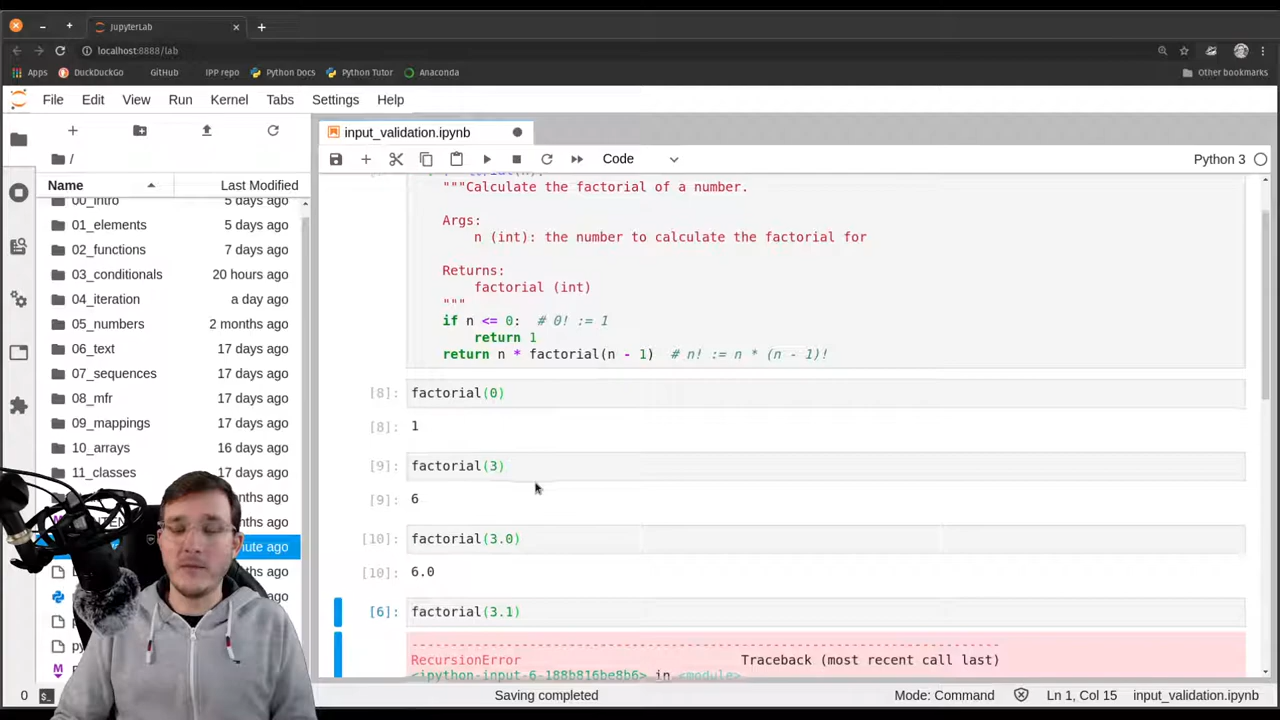 JupyterLab
localhost:8888/lab
Apps DuckDuckGo GitHub IPP repo Python Docs Python Tutor Anaconda Other bookmarks
File Edit View Run Kernel Tabs Settings Help
input_validation.ipynb
/
Code Python 3
Name Last Modified
00_intro 5 days ago
01_elements 5 days ago
02_functions 7 days ago
03_conditionals 20 hours ago
04_iteration a day ago
05_numbers 2 months ago
06_text 17 days ago
07_sequences 17 days ago
08_mfr 17 days ago
09_mappings 17 days ago
10_arrays 16 days ago
11_classes 17 days ago
"""Calculate the factorial of a number.
Args:
n (int): the number to calculate the factorial for
Returns:
factorial (int)
"""
if n <= 0:  # 0! := 1
return 1
return n * factorial(n - 1)  # n! := n * (n - 1)!
[8]: factorial(0)
[8]: 1
[9]: factorial(3)
[9]: 6
[10]: factorial(3.0)
[10]: 6.0
[6]: factorial(3.1)
---------------------------------------------------------------------------
RecursionError Traceback (most recent call last)
<ipython-input-6-188b816be8b6> in <module>
0 $_ Saving completed Mode: Command Ln 1, Col 15 input_validation.ipynb